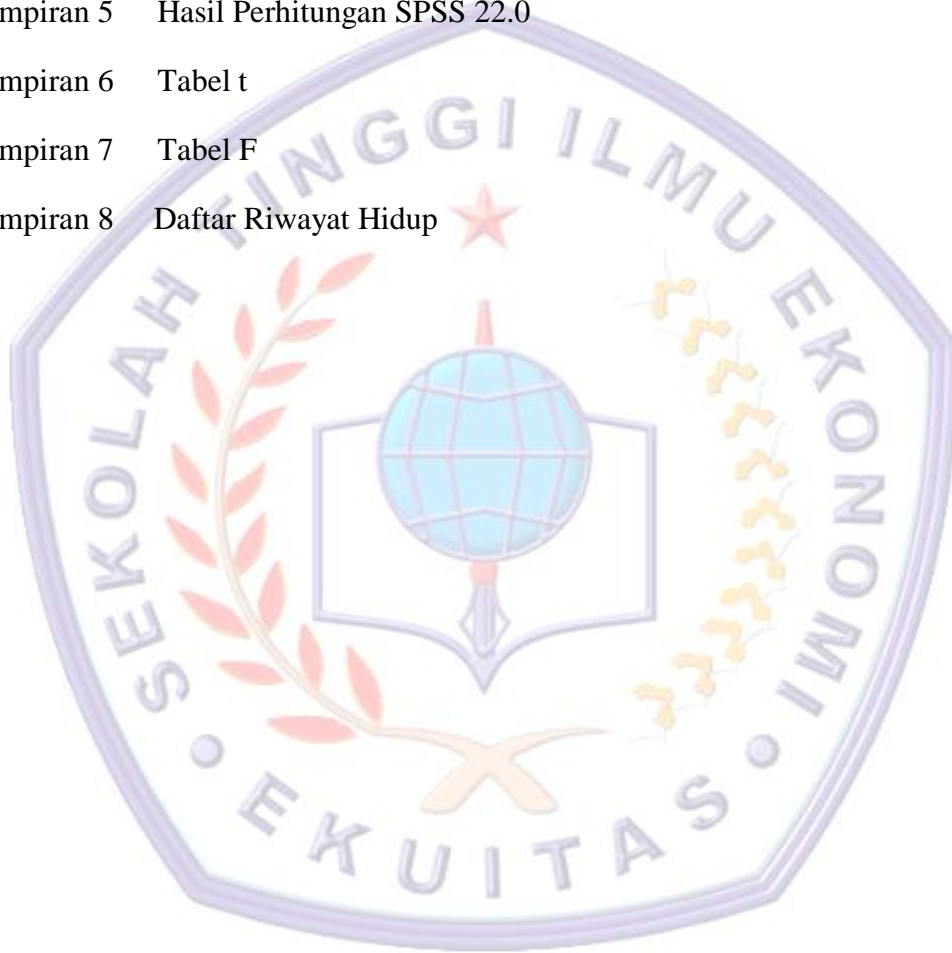 mpiran 5 Hasil Perhitungan SPSS 22.0
mpiran 6 Tabel t
mpiran 7 Tabel F
mpiran 8 Daftar Riwayat Hidup
SEKOLAH TINGGI ILMU EKONOMI
• EKUITAS •